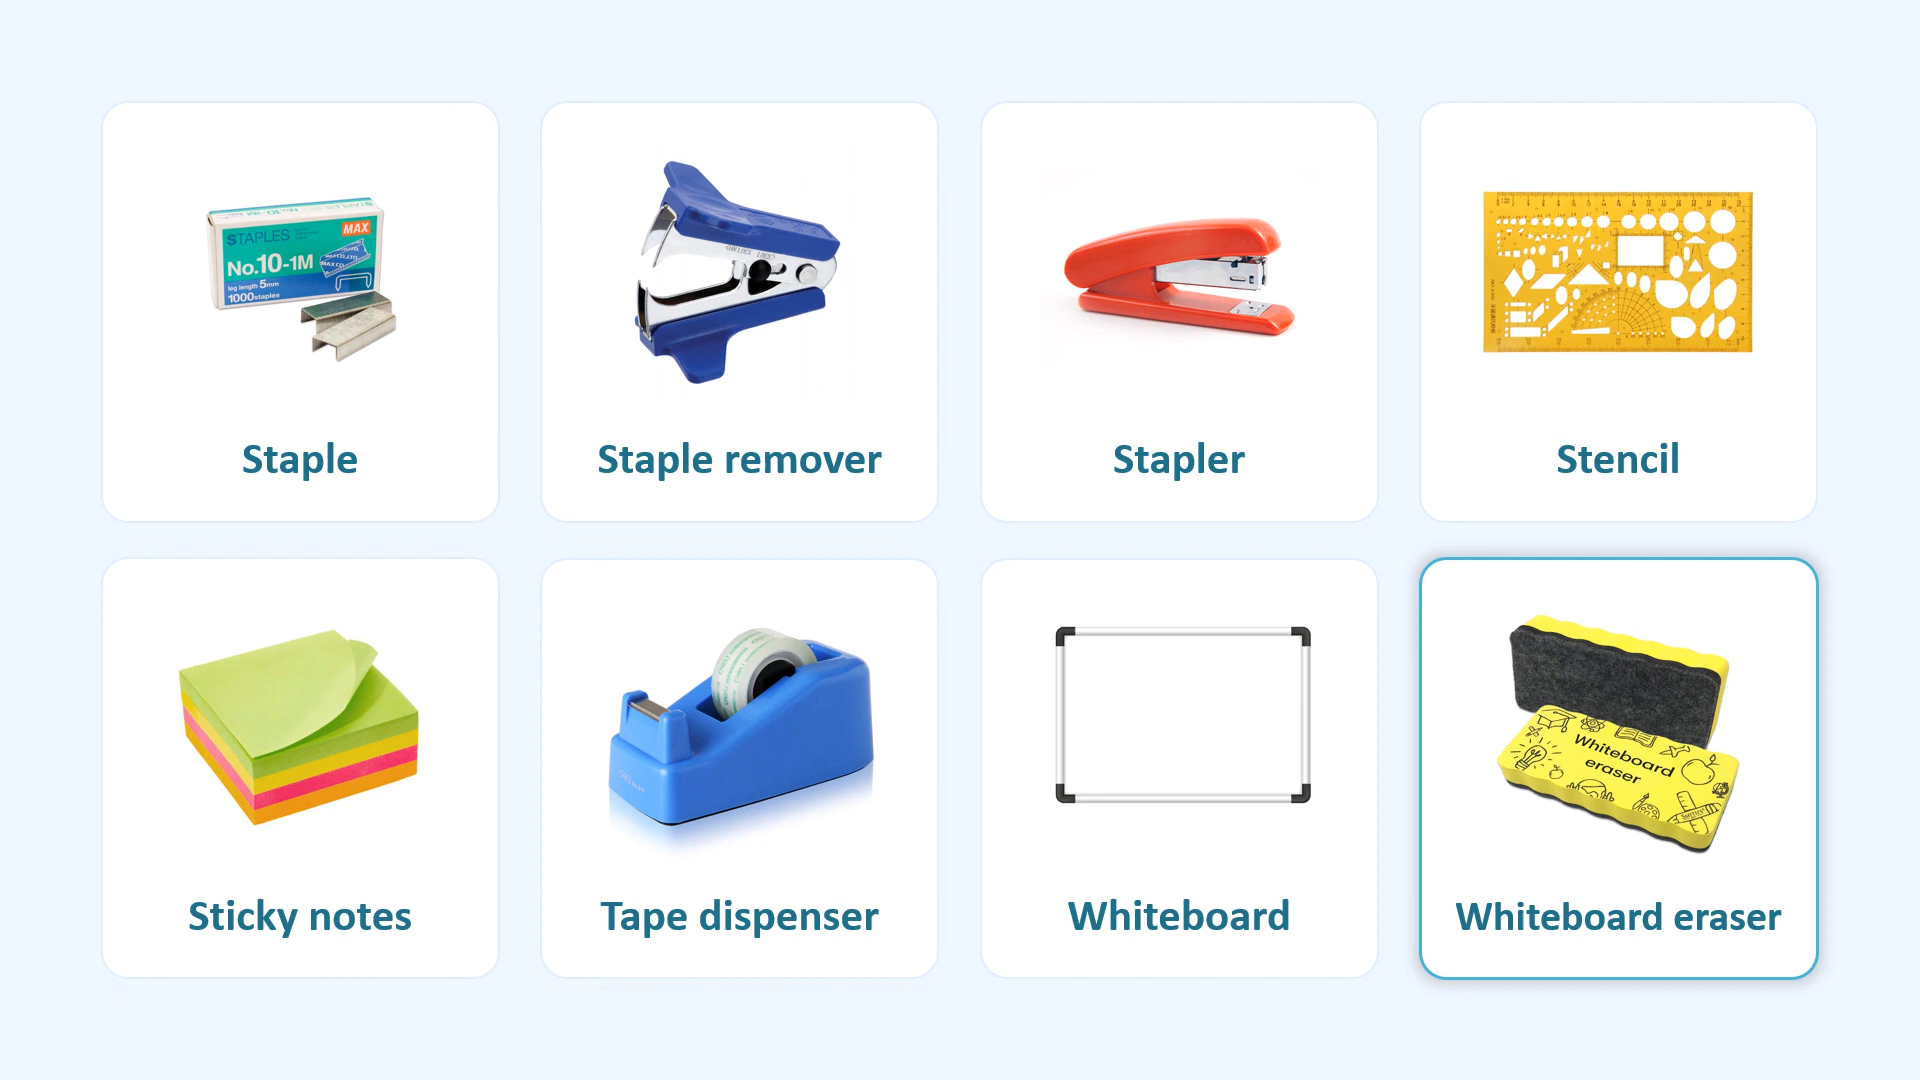 STAPLES
MAX
No.10-1M
leg length 5mm
1000staples
Staple
Staple remover
Stapler
Stencil
Sticky notes
Tape dispenser
Whiteboard
Whiteboard
eraser
SMITHS
Whiteboard eraser